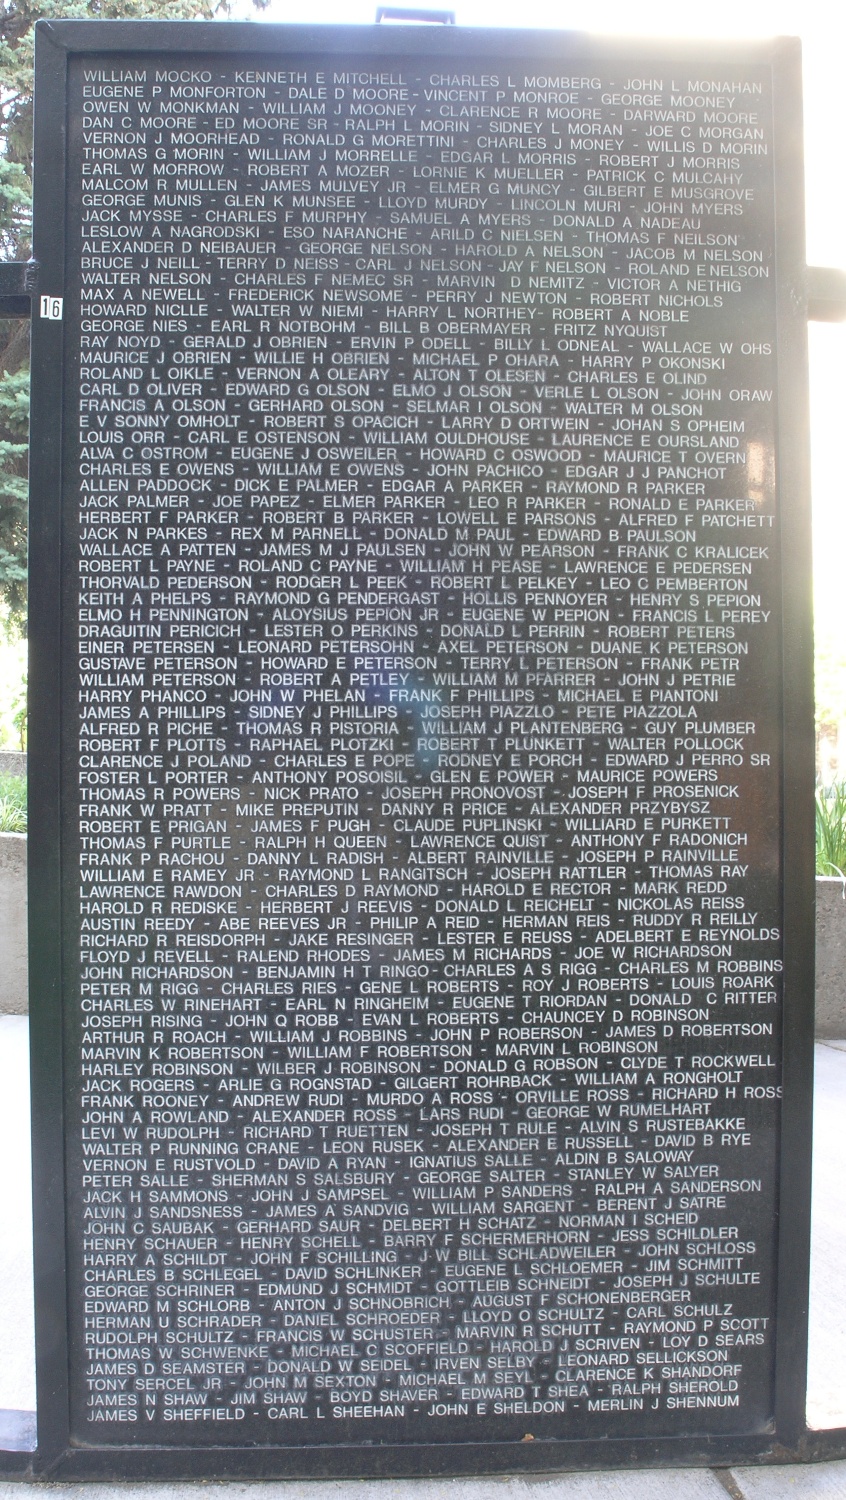 WILLIAM MOCKO - KENNETH E MITCHELL - CHARLES L MOMBERG - JOHN L MONAHAN
EUGENE P MONFORTON - DALE D MOORE - VINCENT P MONROE - GEORGE MOONEY
OWEN W MONKMAN - WILLIAM J MOONEY - CLARENCE R MOORE - DARWARD MOORE
DAN C MOORE - ED MOORE SR - RALPH L MORIN - SIDNEY L MORAN - JOE C MORGAN
VERNON J MOORHEAD - RONALD G MORETTINI - CHARLES J MONEY - WILLIS D MORIN
THOMAS G MORIN - WILLIAM J MORRELLE - EDGAR L MORRIS - ROBERT J MORRIS
EARL W MORROW - ROBERT A MOZER - LORNIE K MUELLER - PATRICK C MULCAHY
MALCOM R MULLEN - JAMES MULVEY JR - ELMER G MUNCY - GILBERT E MUSGROVE
GEORGE MUNIS - GLEN K MUNSEE - LLOYD MURDY - LINCOLN MURI - JOHN MYERS
JACK MYSSE - CHARLES F MURPHY - SAMUEL A MYERS - DONALD A NADEAU
LESLOW A NAGRODSKI - ESO NARANCHE - ARILD C NIELSEN - THOMAS F NEILSON
ALEXANDER D NEIBAUER - GEORGE NELSON - HAROLD A NELSON - JACOB M NELSON
BRUCE J NEILL - TERRY D NEISS - CARL J NELSON - JAY F NELSON - ROLAND E NELSON
WALTER NELSON - CHARLES F NEMEC SR - MARVIN D NEMITZ - VICTOR A NETHIG
16
MAX A NEWELL - FREDERICK NEWSOME - PERRY J NEWTON - ROBERT NICHOLS
HOWARD NICLLE - WALTER W NIEMI - HARRY L NORTHEY - ROBERT A NOBLE
GEORGE NIES - EARL R NOTBOHM - BILL B OBERMAYER - FRITZ NYQUIST
RAY NOYD - GERALD J OBRIEN - ERVIN P ODELL - BILLY L ODNEAL - WALLACE W OHS
MAURICE J OBRIEN - WILLIE H OBRIEN - MICHAEL P OHARA - HARRY P OKONSKI
ROLAND L OIKLE - VERNON A OLEARY - ALTON T OLESEN - CHARLES E OLIND
CARL D OLIVER - EDWARD G OLSON - ELMO J OLSON - VERLE L OLSON - JOHN ORAW
FRANCIS A OLSON - GERHARD OLSON - SELMAR I OLSON - WALTER M OLSON
E V SONNY OMHOLT - ROBERT S OPACICH - LARRY D ORTWEIN - JOHAN S OPHEIM
LOUIS ORR - CARL E OSTENSON - WILLIAM OULDHOUSE - LAURENCE E OURSLAND
ALVA C OSTROM - EUGENE J OSWEILER - HOWARD C OSWOOD - MAURICE T OVERN
CHARLES E OWENS - WILLIAM E OWENS - JOHN PACHICO - EDGAR J J PANCHOT
ALLEN PADDOCK - DICK E PALMER - EDGAR A PARKER - RAYMOND R PARKER
JACK PALMER - JOE PAPEZ - ELMER PARKER - LEO R PARKER - RONALD E PARKER
HERBERT F PARKER - ROBERT B PARKER - LOWELL E PARSONS - ALFRED F PATCHETT
JACK N PARKES - REX M PARNELL - DONALD M PAUL - EDWARD B PAULSON
WALLACE A PATTEN - JAMES M J PAULSEN - JOHN W PEARSON - FRANK C KRALICEK
ROBERT L PAYNE - ROLAND C PAYNE - WILLIAM H PEASE - LAWRENCE E PEDERSEN
THORVALD PEDERSON - RODGER L PEEK - ROBERT L PELKEY - LEO C PEMBERTON
KEITH A PHELPS - RAYMOND G PENDERGAST - HOLLIS PENNOYER - HENRY S PEPION
ELMO H PENNINGTON - ALOYSIUS PEPION JR - EUGENE W PEPION - FRANCIS L PEREY
DRAGUITIN PERICICH - LESTER O PERKINS - DONALD L PERRIN - ROBERT PETERS
EINER PETERSEN - LEONARD PETERSOHN - AXEL PETERSON - DUANE K PETERSON
GUSTAVE PETERSON - HOWARD E PETERSON - TERRY L PETERSON - FRANK PETR
WILLIAM PETERSON - ROBERT A PETLEY - WILLIAM M PFARRER - JOHN J PETRIE
HARRY PHANCO - JOHN W PHELAN - FRANK F PHILLIPS - MICHAEL E PIANTONI
JAMES A PHILLIPS - SIDNEY J PHILLIPS - JOSEPH PIAZZLO - PETE PIAZZOLA
ALFRED R PICHE - THOMAS R PISTORIA - WILLIAM J PLANTENBERG - GUY PLUMBER
ROBERT F PLOTTS - RAPHAEL PLOTZKI - ROBERT T PLUNKETT - WALTER POLLOCK
CLARENCE J POLAND - CHARLES E POPE - RODNEY E PORCH - EDWARD J PERRO SR
FOSTER L PORTER - ANTHONY POSOISIL - GLEN E POWER - MAURICE POWERS
THOMAS R POWERS - NICK PRATO - JOSEPH PRONOVOST - JOSEPH F PROSENICK
FRANK W PRATT - MIKE PREPUTIN - DANNY R PRICE - ALEXANDER PRZYBYSZ
ROBERT E PRIGAN - JAMES F PUGH - CLAUDE PUPLINSKI - WILLIARD E PURKETT
THOMAS F PURTLE - RALPH H QUEEN - LAWRENCE QUIST - ANTHONY F RADONICH
FRANK P RACHOU - DANNY L RADISH - ALBERT RAINVILLE - JOSEPH P RAINVILLE
WILLIAM E RAMEY JR - RAYMOND L RANGITSCH - JOSEPH RATTLER - THOMAS RAY
LAWRENCE RAWDON - CHARLES D RAYMOND - HAROLD E RECTOR - MARK REDD
HAROLD R REDISKE - HERBERT J REEVIS - DONALD L REICHELT - NICKOLAS REISS
AUSTIN REEDY - ABE REEVES JR - PHILIP A REID - HERMAN REIS - RUDDY R REILLY
RICHARD R REISDORPH - JAKE RESINGER - LESTER E REUSS - ADELBERT E REYNOLDS
FLOYD J REVELL - RALEND RHODES - JAMES M RICHARDS - JOE W RICHARDSON
JOHN RICHARDSON - BENJAMIN H T RINGO - CHARLES A S RIGG - CHARLES M ROBBINS
PETER M RIGG - CHARLES RIES - GENE L ROBERTS - ROY J ROBERTS - LOUIS ROARK
CHARLES W RINEHART - EARL N RINGHEIM - EUGENE T RIORDAN - DONALD C RITTER
JOSEPH RISING - JOHN Q ROBB - EVAN L ROBERTS - CHAUNCEY D ROBINSON
ARTHUR R ROACH - WILLIAM J ROBBINS - JOHN P ROBERSON - JAMES D ROBERTSON
MARVIN K ROBERTSON - WILLIAM F ROBERTSON - MARVIN L ROBINSON
HARLEY ROBINSON - WILBER J ROBINSON - DONALD G ROBSON - CLYDE T ROCKWELL
JACK ROGERS - ARLIE G ROGNSTAD - GILGERT ROHRBACK - WILLIAM A RONGHOLT
FRANK ROONEY - ANDREW RUDI - MURDO A ROSS - ORVILLE ROSS - RICHARD H ROSS
JOHN A ROWLAND - ALEXANDER ROSS - LARS RUDI - GEORGE W RUMELHART
LEVI W RUDOLPH - RICHARD T RUETTEN - JOSEPH T RULE - ALVIN S RUSTEBAKKE
WALTER P RUNNING CRANE - LEON RUSEK - ALEXANDER E RUSSELL - DAVID B RYE
VERNON E RUSTVOLD - DAVID A RYAN - IGNATIUS SALLE - ALDIN B SALOWAY
PETER SALLE - SHERMAN S SALSBURY - GEORGE SALTER - STANLEY W SALYER
JACK H SAMMONS - JOHN J SAMPSEL - WILLIAM P SANDERS - RALPH A SANDERSON
ALVIN J SANDSNESS - JAMES A SANDVIG - WILLIAM SARGENT - BERENT J SATRE
JOHN C SAUBAK - GERHARD SAUR - DELBERT H SCHATZ - NORMAN I SCHEID
HENRY SCHAUER - HENRY SCHELL - BARRY F SCHERMERHORN - JESS SCHILDLER
HARRY A SCHILDT - JOHN F SCHILLING - J W BILL SCHLADWEILER - JOHN SCHLOSS
CHARLES B SCHLEGEL - DAVID SCHLINKER - EUGENE L SCHLOEMER - JIM SCHMITT
GEORGE SCHRINER - EDMUND J SCHMIDT - GOTTLEIB SCHNEIDT - JOSEPH J SCHULTE
EDWARD M SCHLORB - ANTON J SCHNOBRICH - AUGUST F SCHONENBERGER
HERMAN U SCHRADER - DANIEL SCHROEDER - LLOYD O SCHULTZ - CARL SCHULZ
RUDOLPH SCHULTZ - FRANCIS W SCHUSTER - MARVIN R SCHUTT - RAYMOND P SCOTT
THOMAS W SCHWENKE - MICHAEL C SCOFFIELD - HAROLD J SCRIVEN - LOY D SEARS
JAMES D SEAMSTER - DONALD W SEIDEL - IRVEN SELBY - LEONARD SELLICKSON
TONY SERCEL JR - JOHN M SEXTON - MICHAEL M SEYL - CLARENCE K SHANDORF
JAMES N SHAW - JIM SHAW - BOYD SHAVER - EDWARD T SHEA - RALPH SHEROLD
JAMES V SHEFFIELD - CARL L SHEEHAN - JOHN E SHELDON - MERLIN J SHENNUM